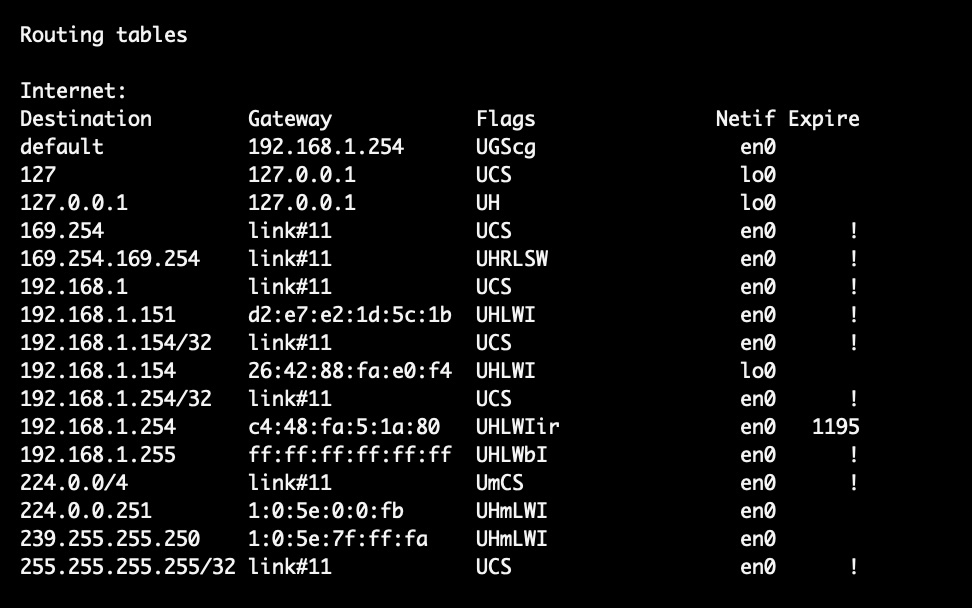 Routing tables

Internet:
Destination        Gateway            Flags               Netif Expire
default            192.168.1.254      UGScg                 en0
127                127.0.0.1          UCS                   lo0
127.0.0.1          127.0.0.1          UH                    lo0
169.254            link#11            UCS                   en0      !
169.254.169.254    link#11            UHRLSW                en0      !
192.168.1          link#11            UCS                   en0      !
192.168.1.151      d2:e7:e2:1d:5c:1b  UHLWI                 en0      !
192.168.1.154/32   link#11            UCS                   en0      !
192.168.1.154      26:42:88:fa:e0:f4  UHLWI                 lo0
192.168.1.254/32   link#11            UCS                   en0      !
192.168.1.254      c4:48:fa:5:1a:80   UHLWIir               en0   1195
192.168.1.255      ff:ff:ff:ff:ff:ff  UHLWbI                en0      !
224.0.0/4          link#11            UmCS                  en0      !
224.0.0.251        1:0:5e:0:0:fb      UHmLWI                en0
239.255.255.250    1:0:5e:7f:ff:fa    UHmLWI                en0
255.255.255.255/32 link#11            UCS                   en0      !